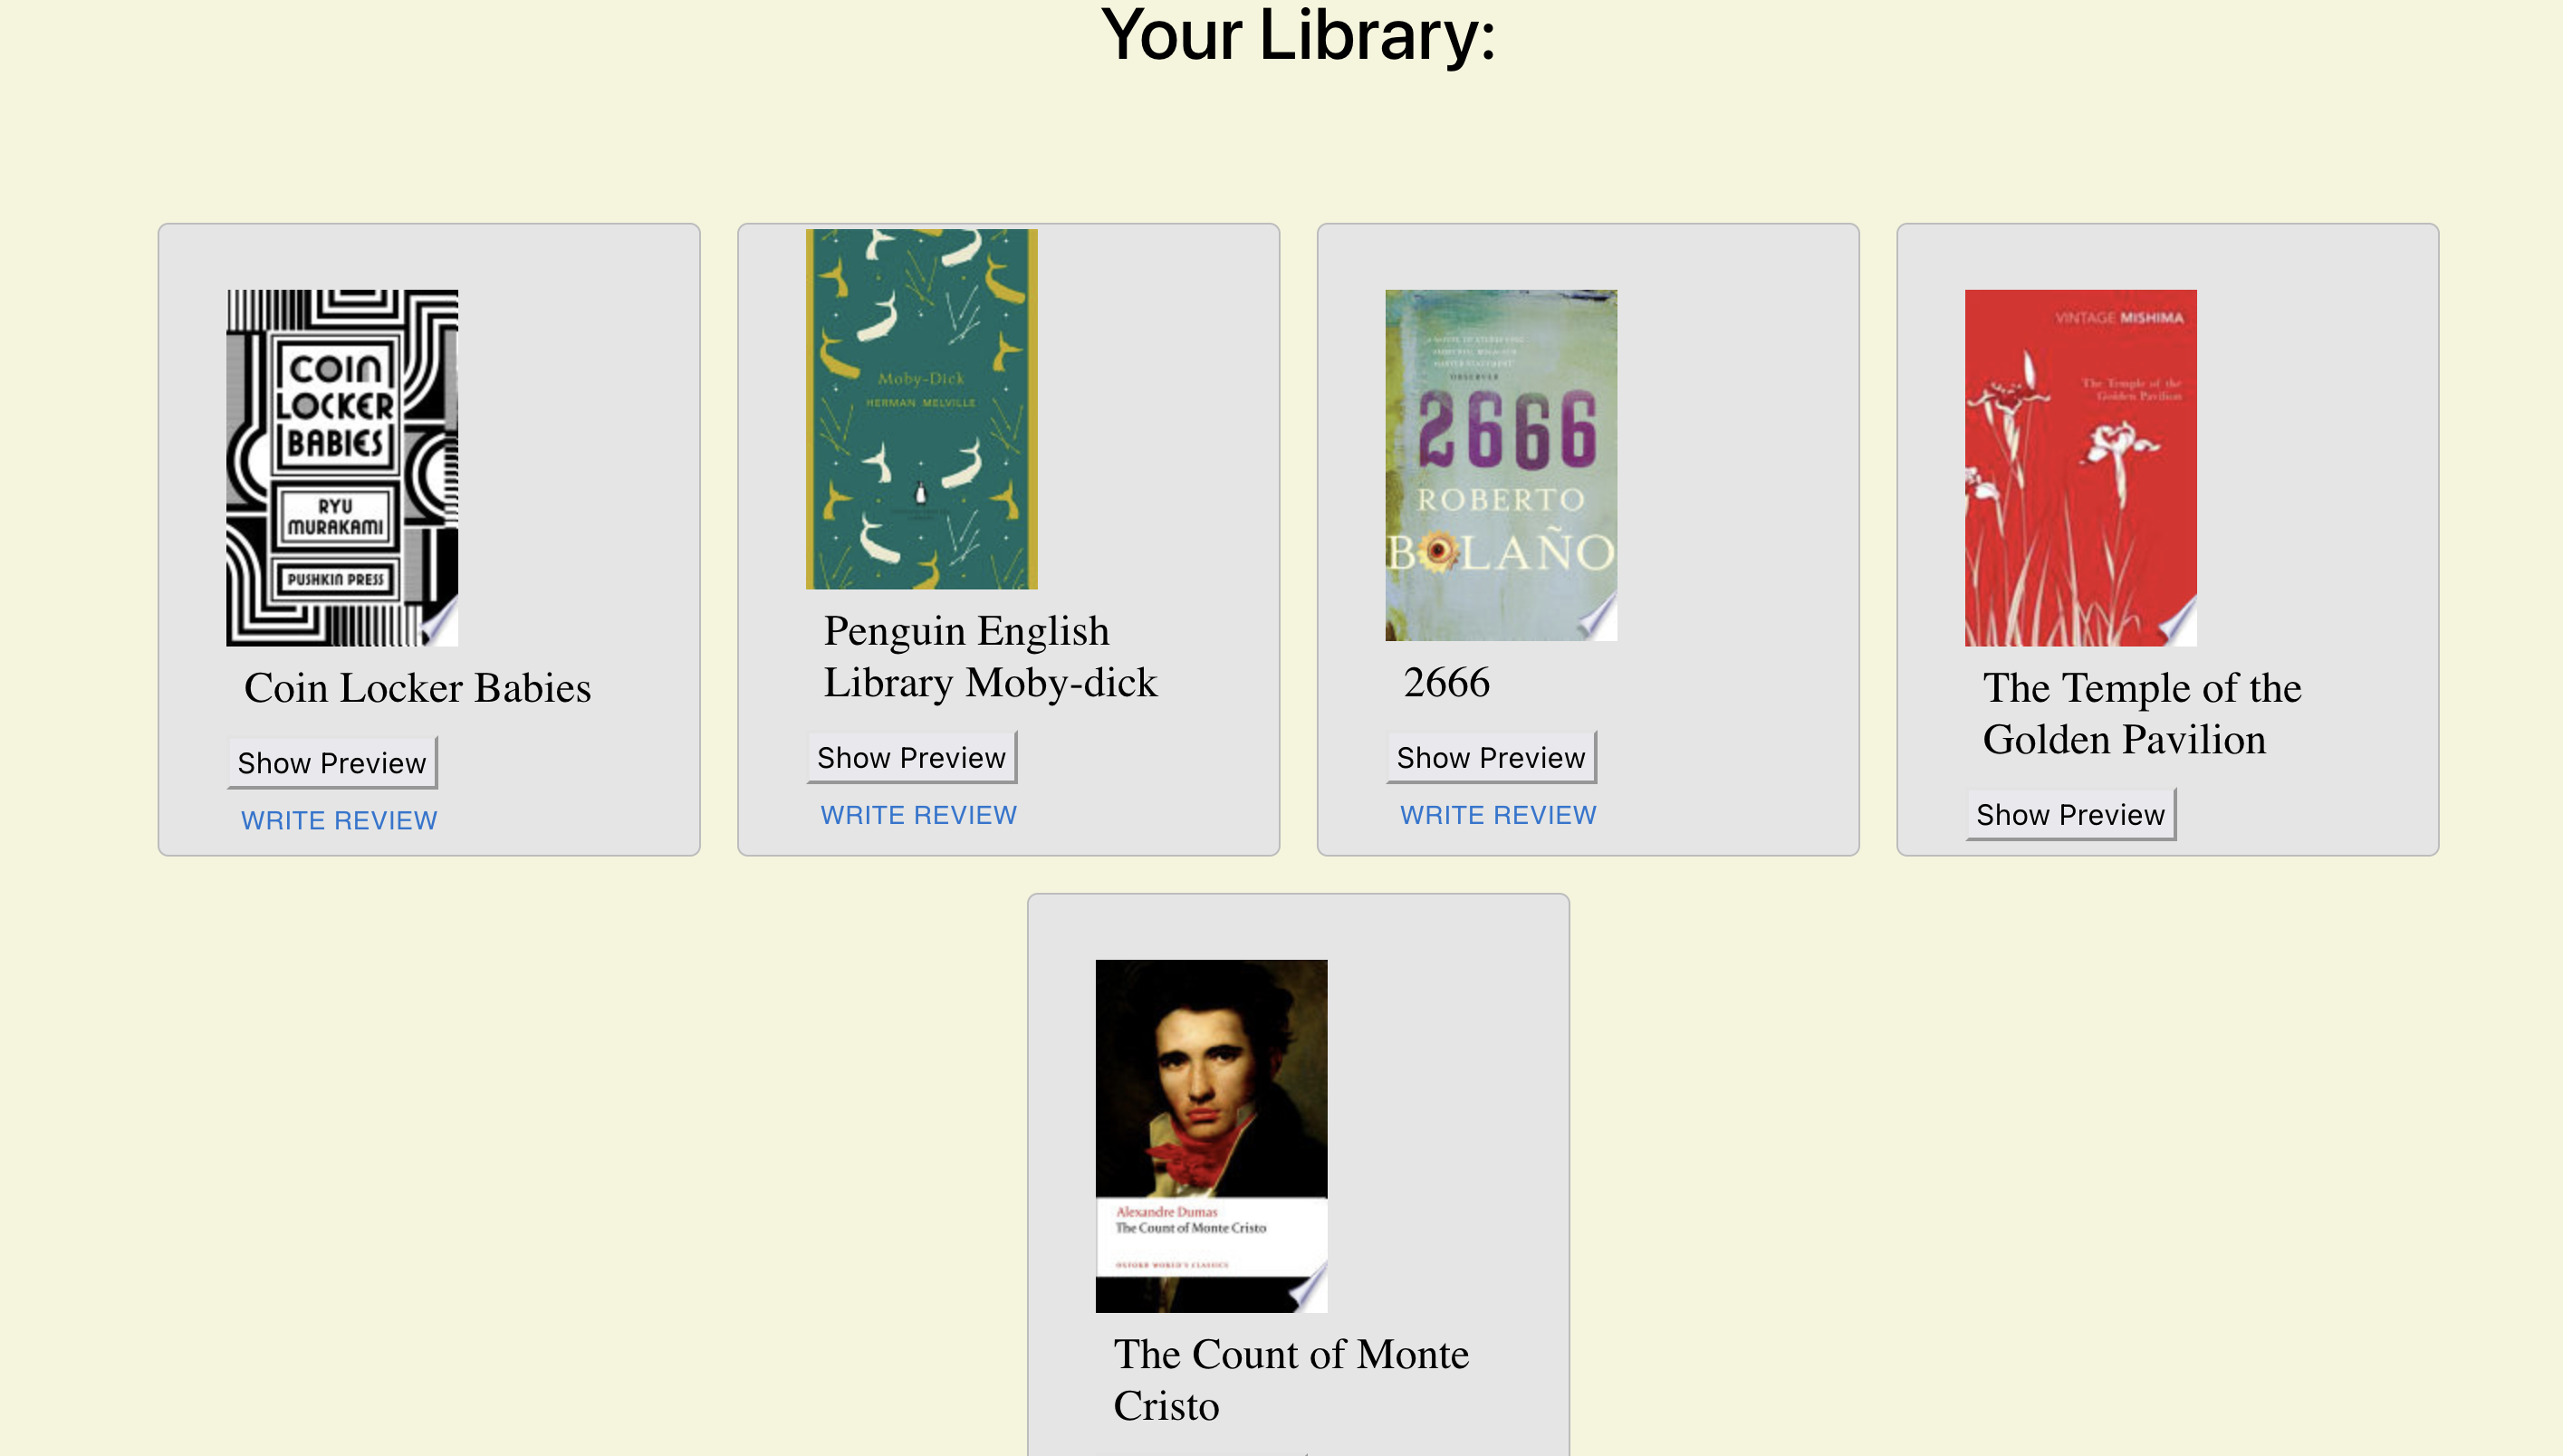 Your Library:
COIN
LOCKER
BABIES
RYU
MURAKAMI
PUSHKIN PRESS
Coin Locker Babies
Show Preview
WRITE REVIEW
Moby-Dick
HERMAN MELVILLE
Penguin English
Library Moby-dick
Show Preview
WRITE REVIEW
OBSERVER
2666
ROBERTO
BOLAÑO
2666
Show Preview
WRITE REVIEW
VINTAGE MISHIMA
The Temple of the
Golden Pavilion
The Temple of the
Golden Pavilion
Show Preview
Alexandre Dumas
The Count of Monte Cristo
OXFORD WORLD'S CLASSICS
The Count of Monte
Cristo